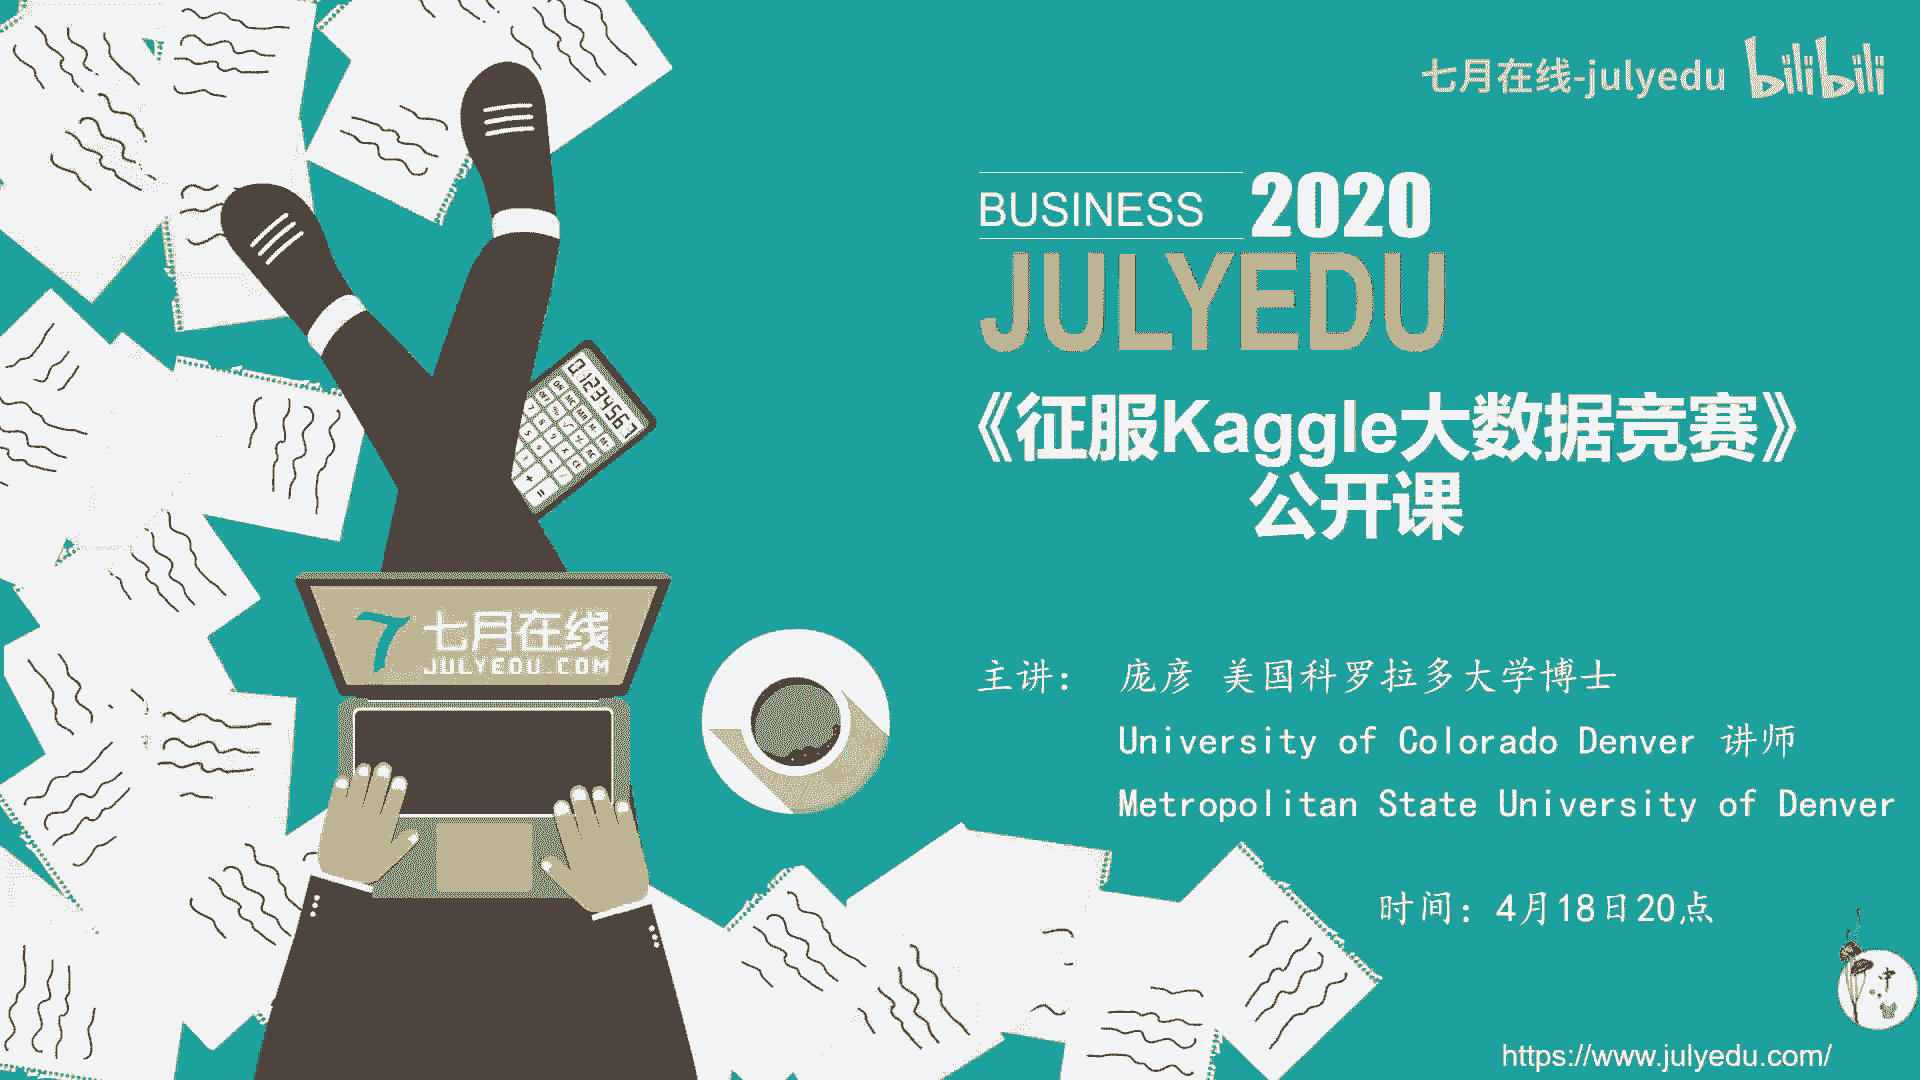 七月在线-julyedu bilibili
BUSINESS 2020
JULYEDU
《征服Kaggle大数据竞赛》
公开课
01234567
7 七月在线
JULYEDU.COM
主讲： 庞彦 美国科罗拉多大学博士
University of Colorado Denver 讲师
Metropolitan State University of Denver
时间：4月18日20点
中
https://www.julyedu.com/